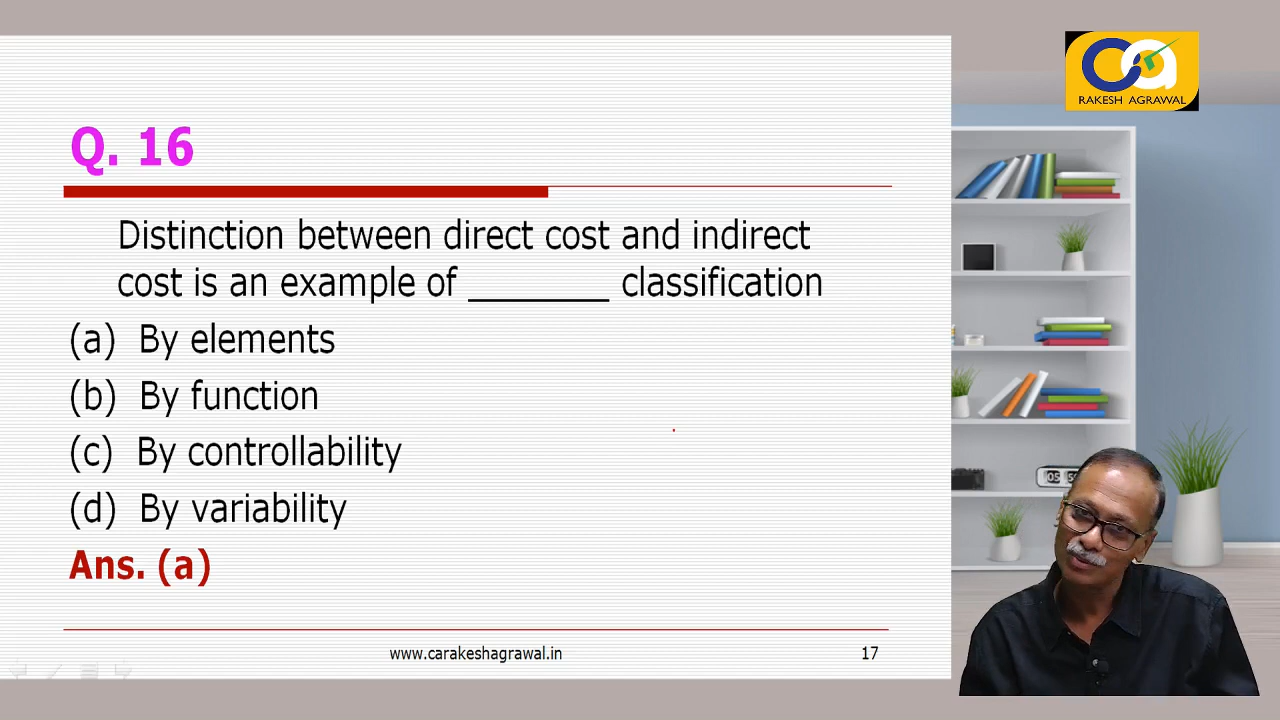 RAKESH AGRAWAL
Q. 16
Distinction between direct cost and indirect
cost is an example of _______ classification
(a) By elements
(b) By function
(c) By controllability
(d) By variability
Ans. (a)
www.carakeshagrawal.in
17